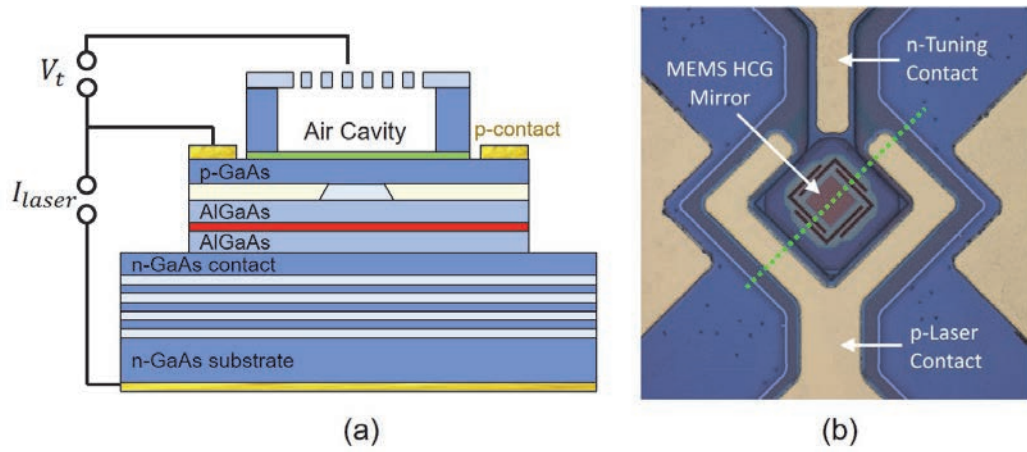 V_t
I_laser
Air Cavity
p-contact
p-GaAs
AlGaAs
AlGaAs
n-GaAs contact
n-GaAs substrate
(a)
MEMS HCG
Mirror
n-Tuning
Contact
p-Laser
Contact
(b)